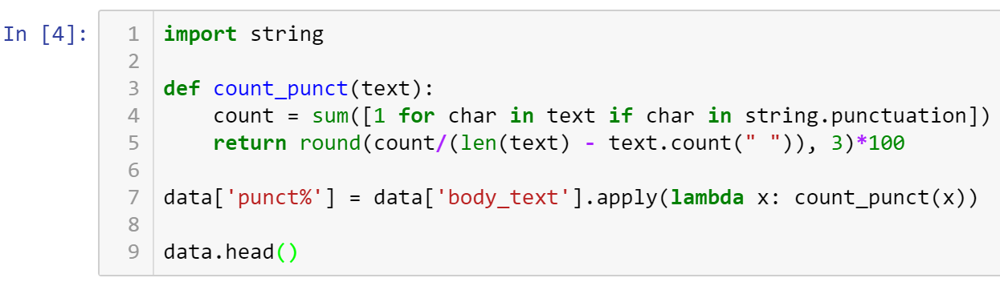 In [4]:
1 import string
2
3 def count_punct(text):
4     count = sum([1 for char in text if char in string.punctuation])
5     return round(count/(len(text) - text.count(" ")), 3)*100
6
7 data['punct%'] = data['body_text'].apply(lambda x: count_punct(x))
8
9 data.head()